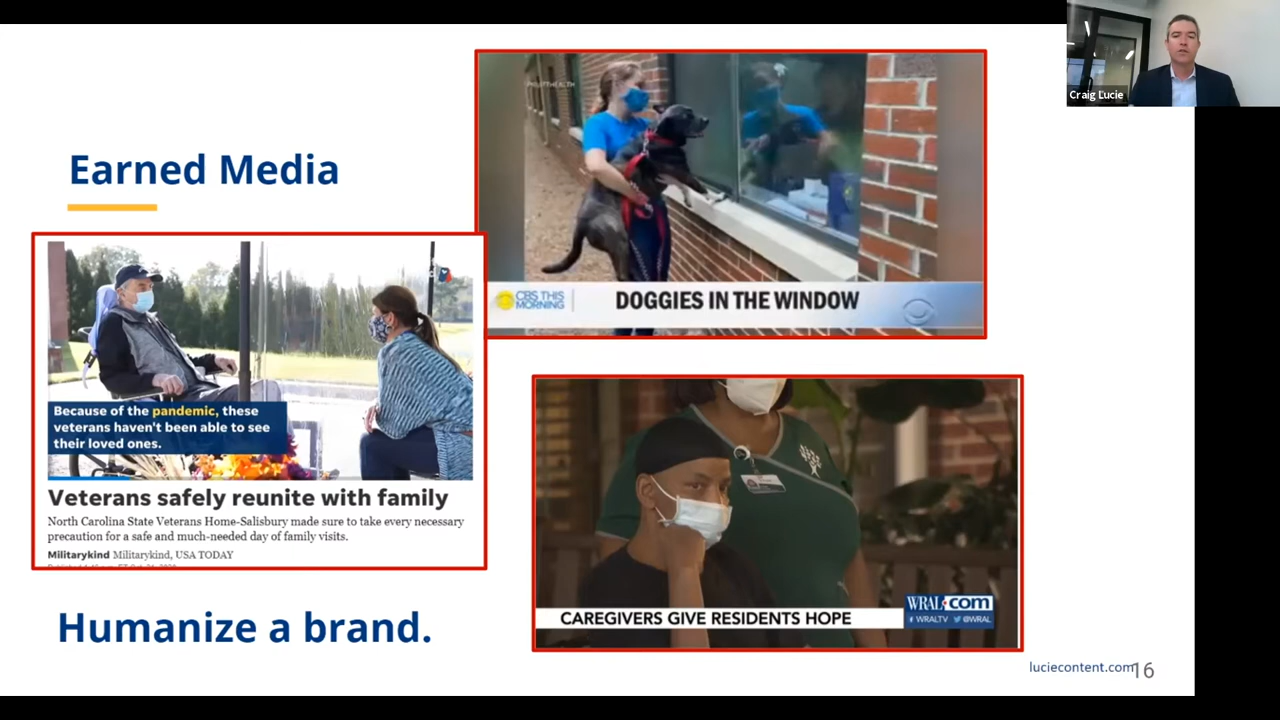 Craig Lucie
Earned Media
CBS THIS
MORNING
DOGGIES IN THE WINDOW
Because of the pandemic, these
veterans haven't been able to see
their loved ones.
Veterans safely reunite with family
North Carolina State Veterans Home-Salisbury made sure to take every necessary
precaution for a safe and much-needed day of family visits.
Militarykind Militarykind, USA TODAY
CAREGIVERS GIVE RESIDENTS HOPE
WRAL.COM
WRALTV @WRAL
Humanize a brand.
luciecontent.com
16